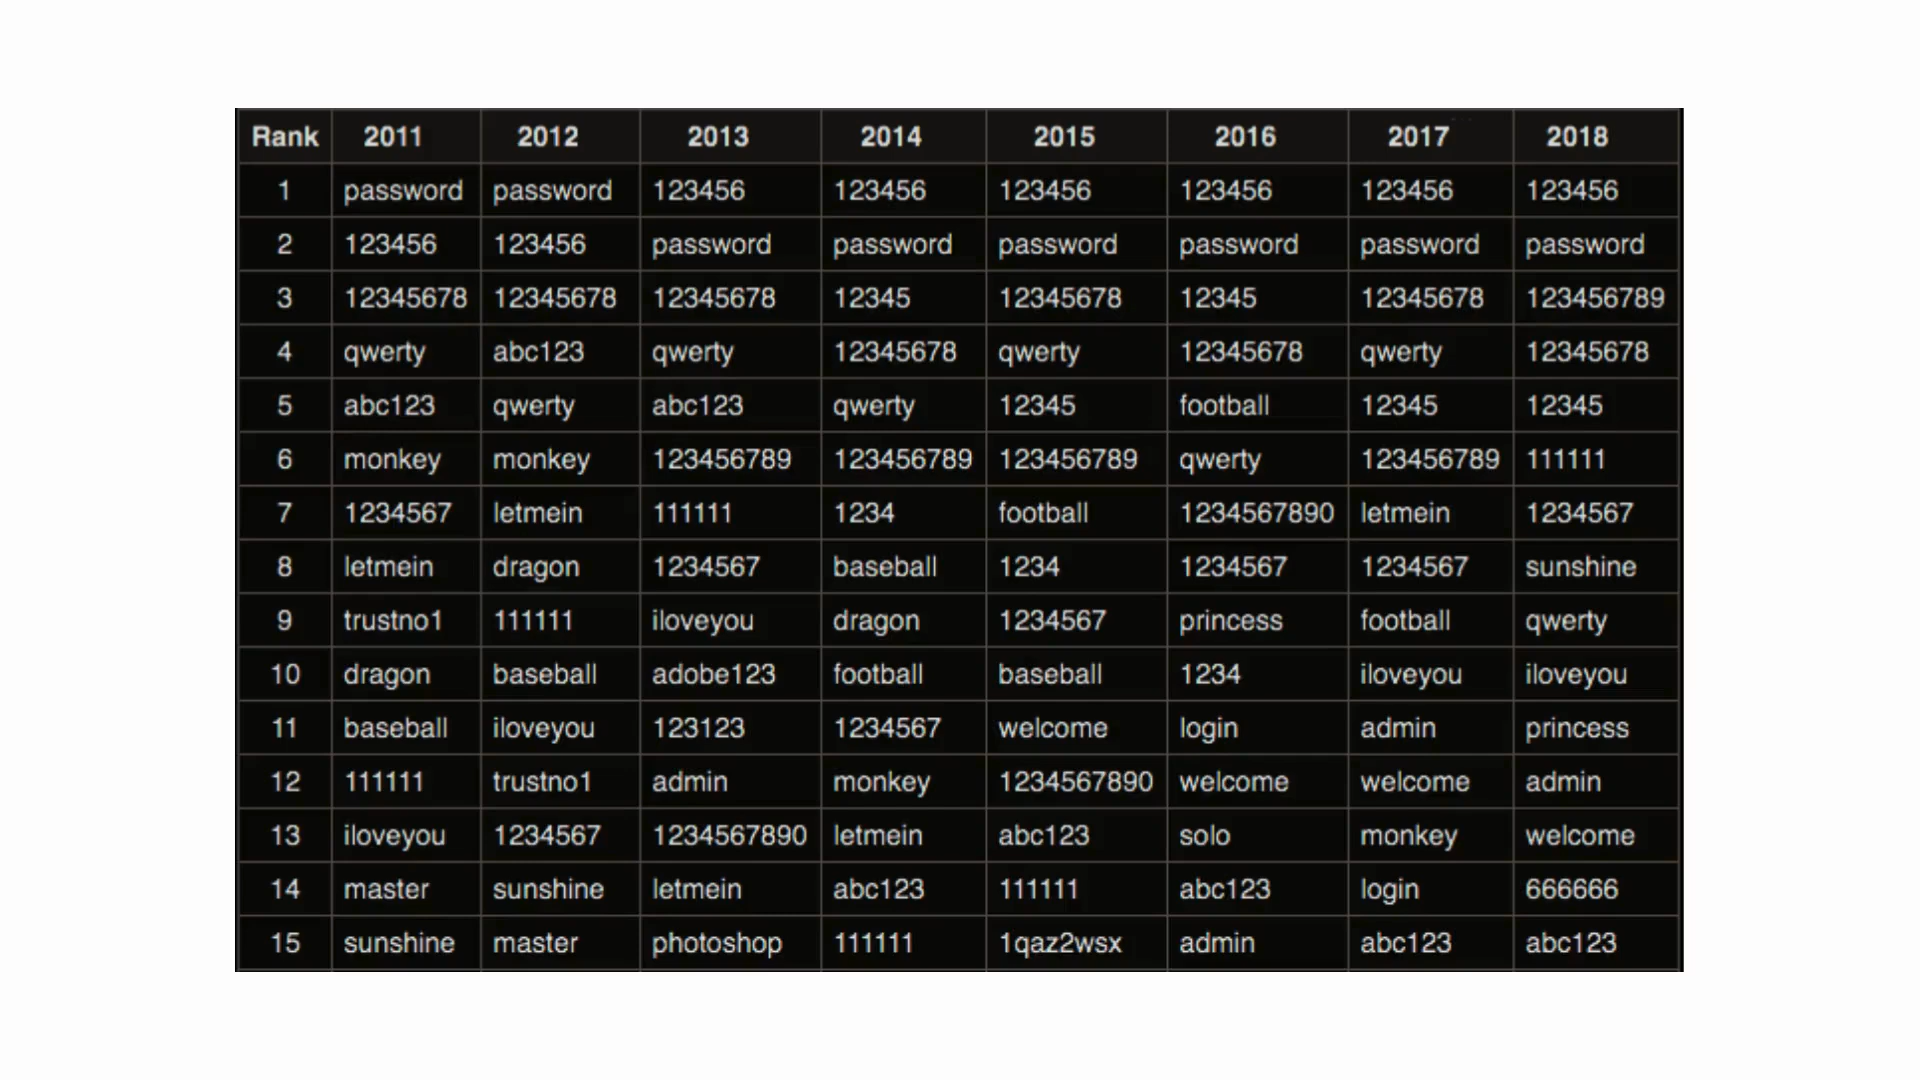 Rank 2011 2012 2013 2014 2015 2016 2017 2018
1 password password 123456 123456 123456 123456 123456 123456
2 123456 123456 password password password password password password
3 12345678 12345678 12345678 12345 12345678 12345 12345678 123456789
4 qwerty abc123 qwerty 12345678 qwerty 12345678 qwerty 12345678
5 abc123 qwerty abc123 qwerty 12345 football 12345 12345
6 monkey monkey 123456789 123456789 123456789 qwerty 123456789 111111
7 1234567 letmein 111111 1234 football 1234567890 letmein 1234567
8 letmein dragon 1234567 baseball 1234 1234567 1234567 sunshine
9 trustno1 111111 iloveyou dragon 1234567 princess football qwerty
10 dragon baseball adobe123 football baseball 1234 iloveyou iloveyou
11 baseball iloveyou 123123 1234567 welcome login admin princess
12 111111 trustno1 admin monkey 1234567890 welcome welcome admin
13 iloveyou 1234567 1234567890 letmein abc123 solo monkey welcome
14 master sunshine letmein abc123 111111 abc123 login 666666
15 sunshine master photoshop 111111 1qaz2wsx admin abc123 abc123